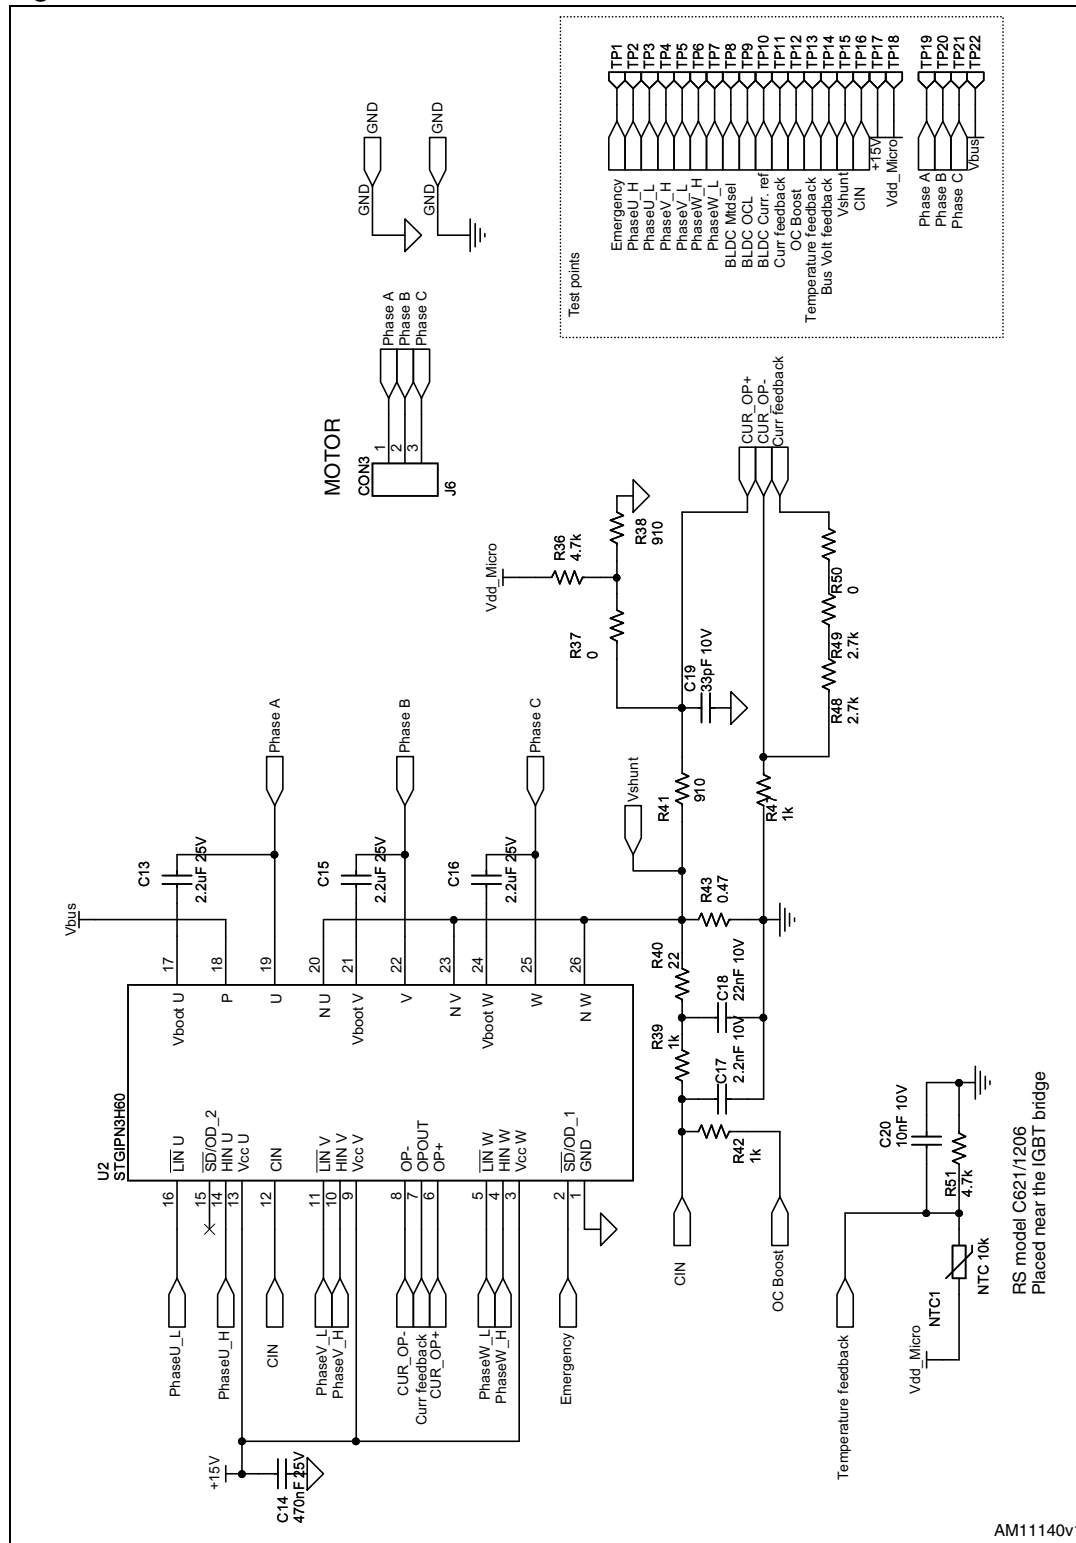 GND
GND
GND
GND
MOTOR
CON3
J6
1
2
3
Phase A
Phase B
Phase C
Test points
Emergency
PhaseU_H
PhaseU_L
PhaseV_H
PhaseV_L
PhaseW_H
PhaseW_L
BLDC Mtdsel
BLDC OCL
BLDC Curr. ref
Curr feedback
OC Boost
Temperature feedback
Bus Volt feedback
Vshunt
CIN
+15V
Vdd_Micro
TP1
TP2
TP3
TP4
TP5
TP6
TP7
TP8
TP9
TP10
TP11
TP12
TP13
TP14
TP15
TP16
TP17
TP18
Phase A
Phase B
Phase C
Vbus
TP19
TP20
TP21
TP22
Vbus
C13
2.2uF 25V
Phase A
C15
2.2uF 25V
Phase B
C16
2.2uF 25V
Phase C
17
18
19
20
21
22
23
24
25
26
Vboot U
P
U
N U
Vboot V
V
N V
Vboot W
W
N W
U2
STGIPN3H60
LIN U
SD/OD_2
HIN U
Vcc U
CIN
LIN V
HIN V
Vcc V
OP-
OPOUT
OP+
LIN W
HIN W
Vcc W
SD/OD_1
GND
16
15
14
13
12
11
10
9
8
7
6
5
4
3
2
1
PhaseU_L
PhaseU_H
CIN
PhaseV_L
PhaseV_H
CUR_OP-
Curr feedback
CUR_OP+
PhaseW_L
PhaseW_H
Emergency
+15V
C14
470nF 25V
Vdd_Micro
R36
4.7k
R37
0
R38
910
C19
33pF 10V
CUR_OP+
CUR_OP-
Curr feedback
Vshunt
R41
910
R47
1k
R48
2.7k
R49
2.7k
R50
0
R43
0.47
R40
22
C18
22nF 10V
R39
1k
C17
2.2nF 10V
R42
1k
CIN
OC Boost
Temperature feedback
C20
10nF 10V
R51
4.7k
NTC1
NTC 10k
Vdd_Micro
RS model C621/1206
Placed near the IGBT bridge